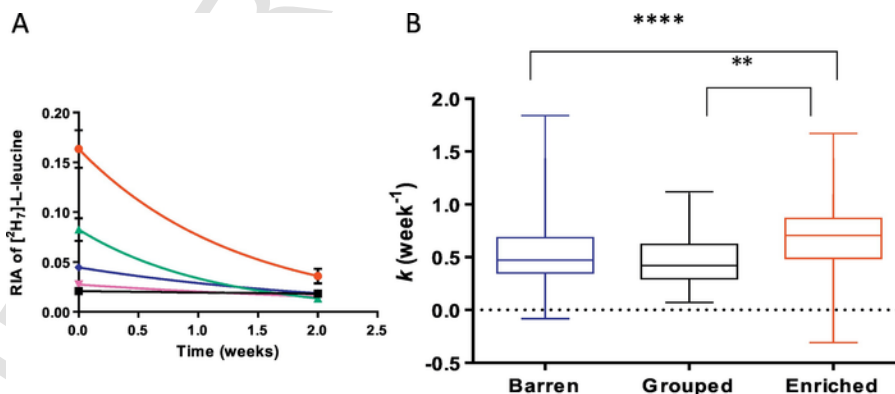 A
B
****
**
RIA of [²H₇]-L-leucine
0.20
0.15
0.10
0.05
0.00
0.0 0.5 1.0 1.5 2.0 2.5
Time (weeks)
k (week⁻¹)
2.0
1.5
1.0
0.5
0.0
-0.5
Barren Grouped Enriched